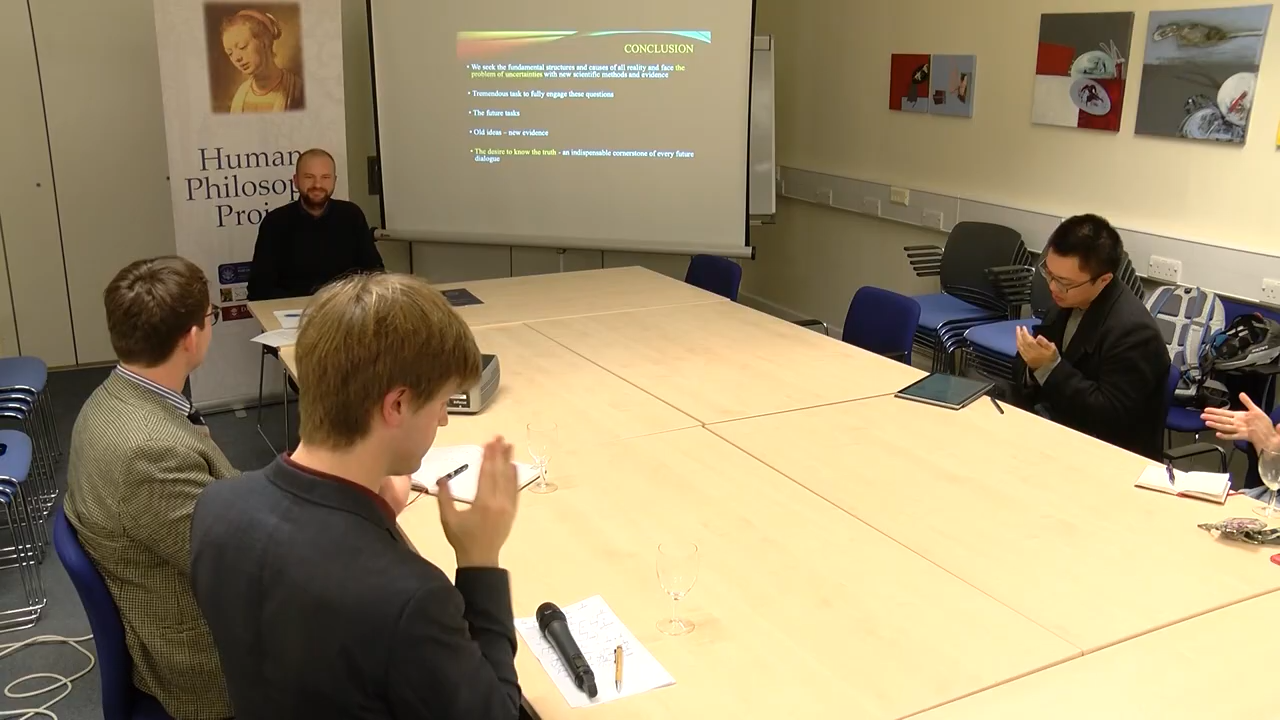 CONCLUSION
• We seek the fundamental structures and causes of all reality and face the
problem of uncertainties with new scientific methods and evidence
• Tremendous task to fully engage these questions
• The future tasks
• Old ideas – new evidence
• The desire to know the truth - an indispensable cornerstone of every future
dialogue
Human
Philosop
Proj